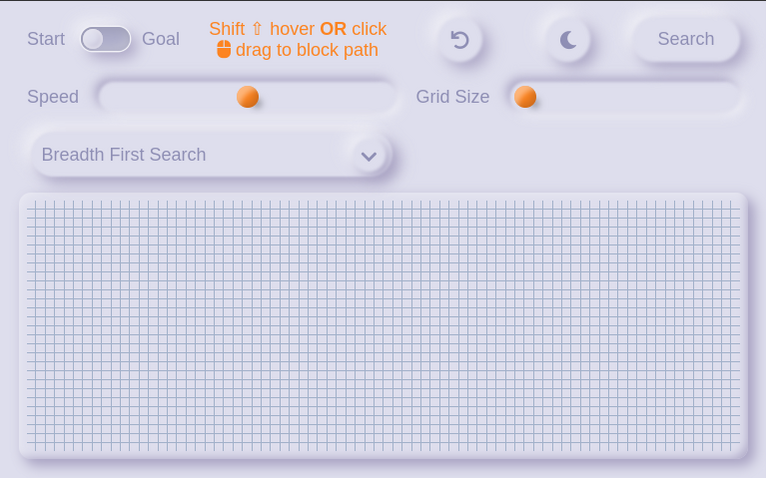 Start
Goal
Shift ⇧ hover OR click
drag to block path
Search
Speed
Grid Size
Breadth First Search